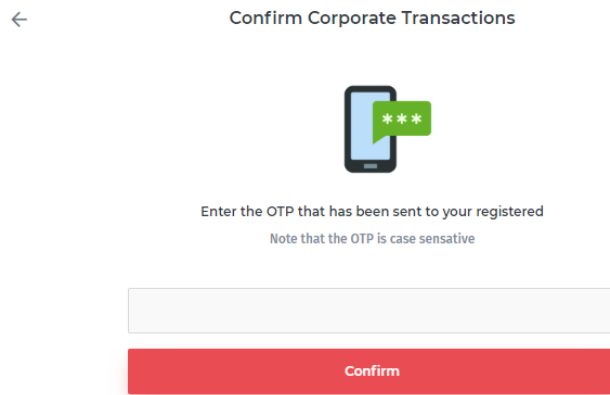 Confirm Corporate Transactions
***
Enter the OTP that has been sent to your registered
Note that the OTP is case sensative
Confirm